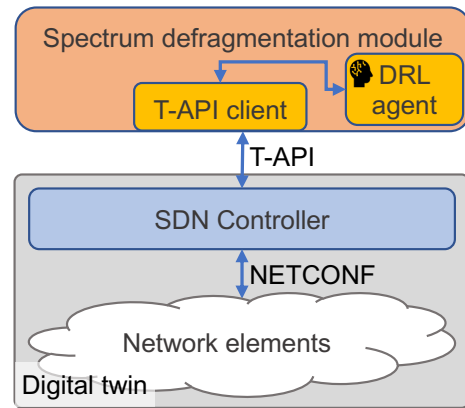 Spectrum defragmentation module
DRL
agent
T-API client
T-API
SDN Controller
NETCONF
Network elements
Digital twin